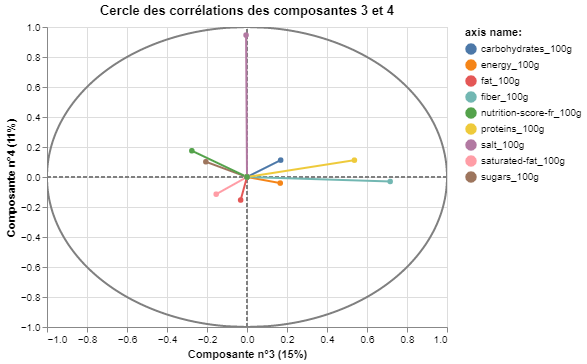 Cercle des corrélations des composantes 3 et 4
axis name:
carbohydrates_100g
energy_100g
fat_100g
fiber_100g
nutrition-score-fr_100g
proteins_100g
salt_100g
saturated-fat_100g
sugars_100g
Composante n°4 (11%)
1.0
0.8
0.6
0.4
0.2
0.0
−0.2
−0.4
−0.6
−0.8
−1.0
−1.0 −0.8 −0.6 −0.4 −0.2 0.0 0.2 0.4 0.6 0.8 1.0
Composante n°3 (15%)